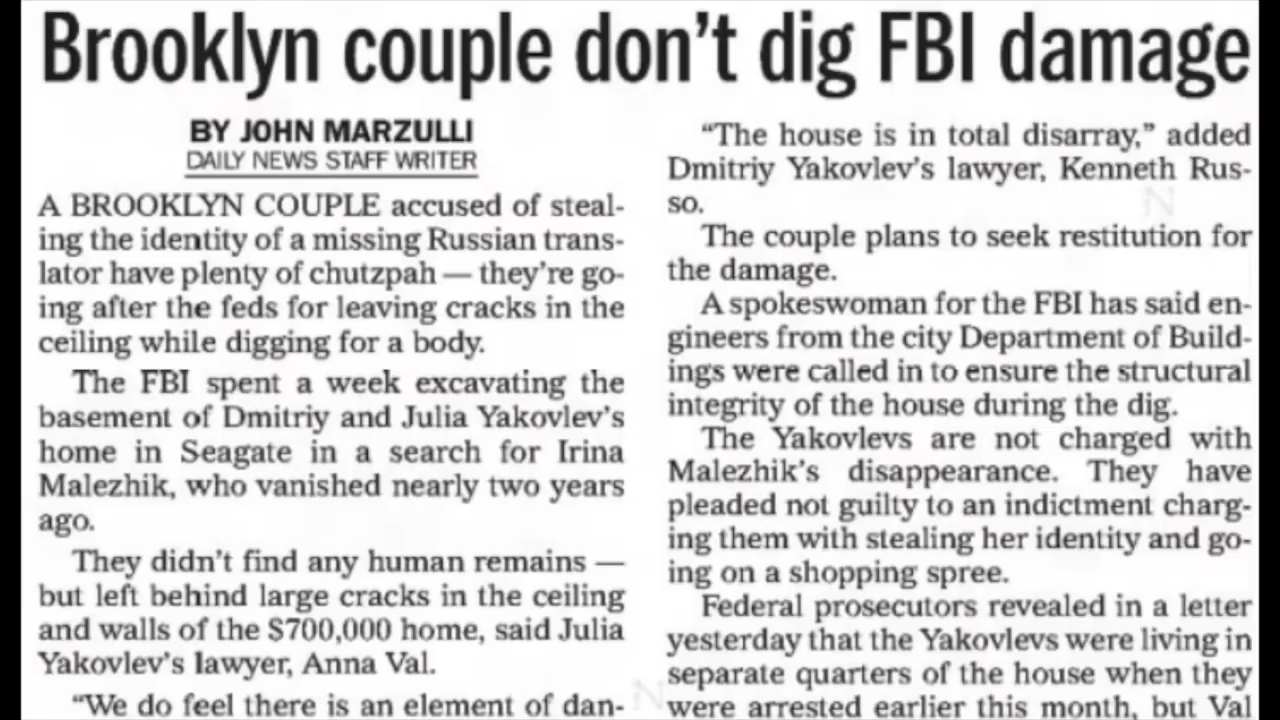 Brooklyn couple don't dig FBI damage
BY JOHN MARZULLI
DAILY NEWS STAFF WRITER
A BROOKLYN COUPLE accused of steal-
ing the identity of a missing Russian trans-
lator have plenty of chutzpah — they're go-
ing after the feds for leaving cracks in the
ceiling while digging for a body.
The FBI spent a week excavating the
basement of Dmitriy and Julia Yakovlev's
home in Seagate in a search for Irina
Malezhik, who vanished nearly two years
ago.
They didn't find any human remains —
but left behind large cracks in the ceiling
and walls of the $700,000 home, said Julia
Yakovlev's lawyer, Anna Val.
“We do feel there is an element of dan-
“The house is in total disarray,” added
Dmitriy Yakovlev's lawyer, Kenneth Rus-
so.
The couple plans to seek restitution for
the damage.
A spokeswoman for the FBI has said en-
gineers from the city Department of Build-
ings were called in to ensure the structural
integrity of the house during the dig.
The Yakovlevs are not charged with
Malezhik's disappearance. They have
pleaded not guilty to an indictment charg-
ing them with stealing her identity and go-
ing on a shopping spree.
Federal prosecutors revealed in a letter
yesterday that the Yakovlevs were living in
separate quarters of the house when they
were arrested earlier this month, but Val